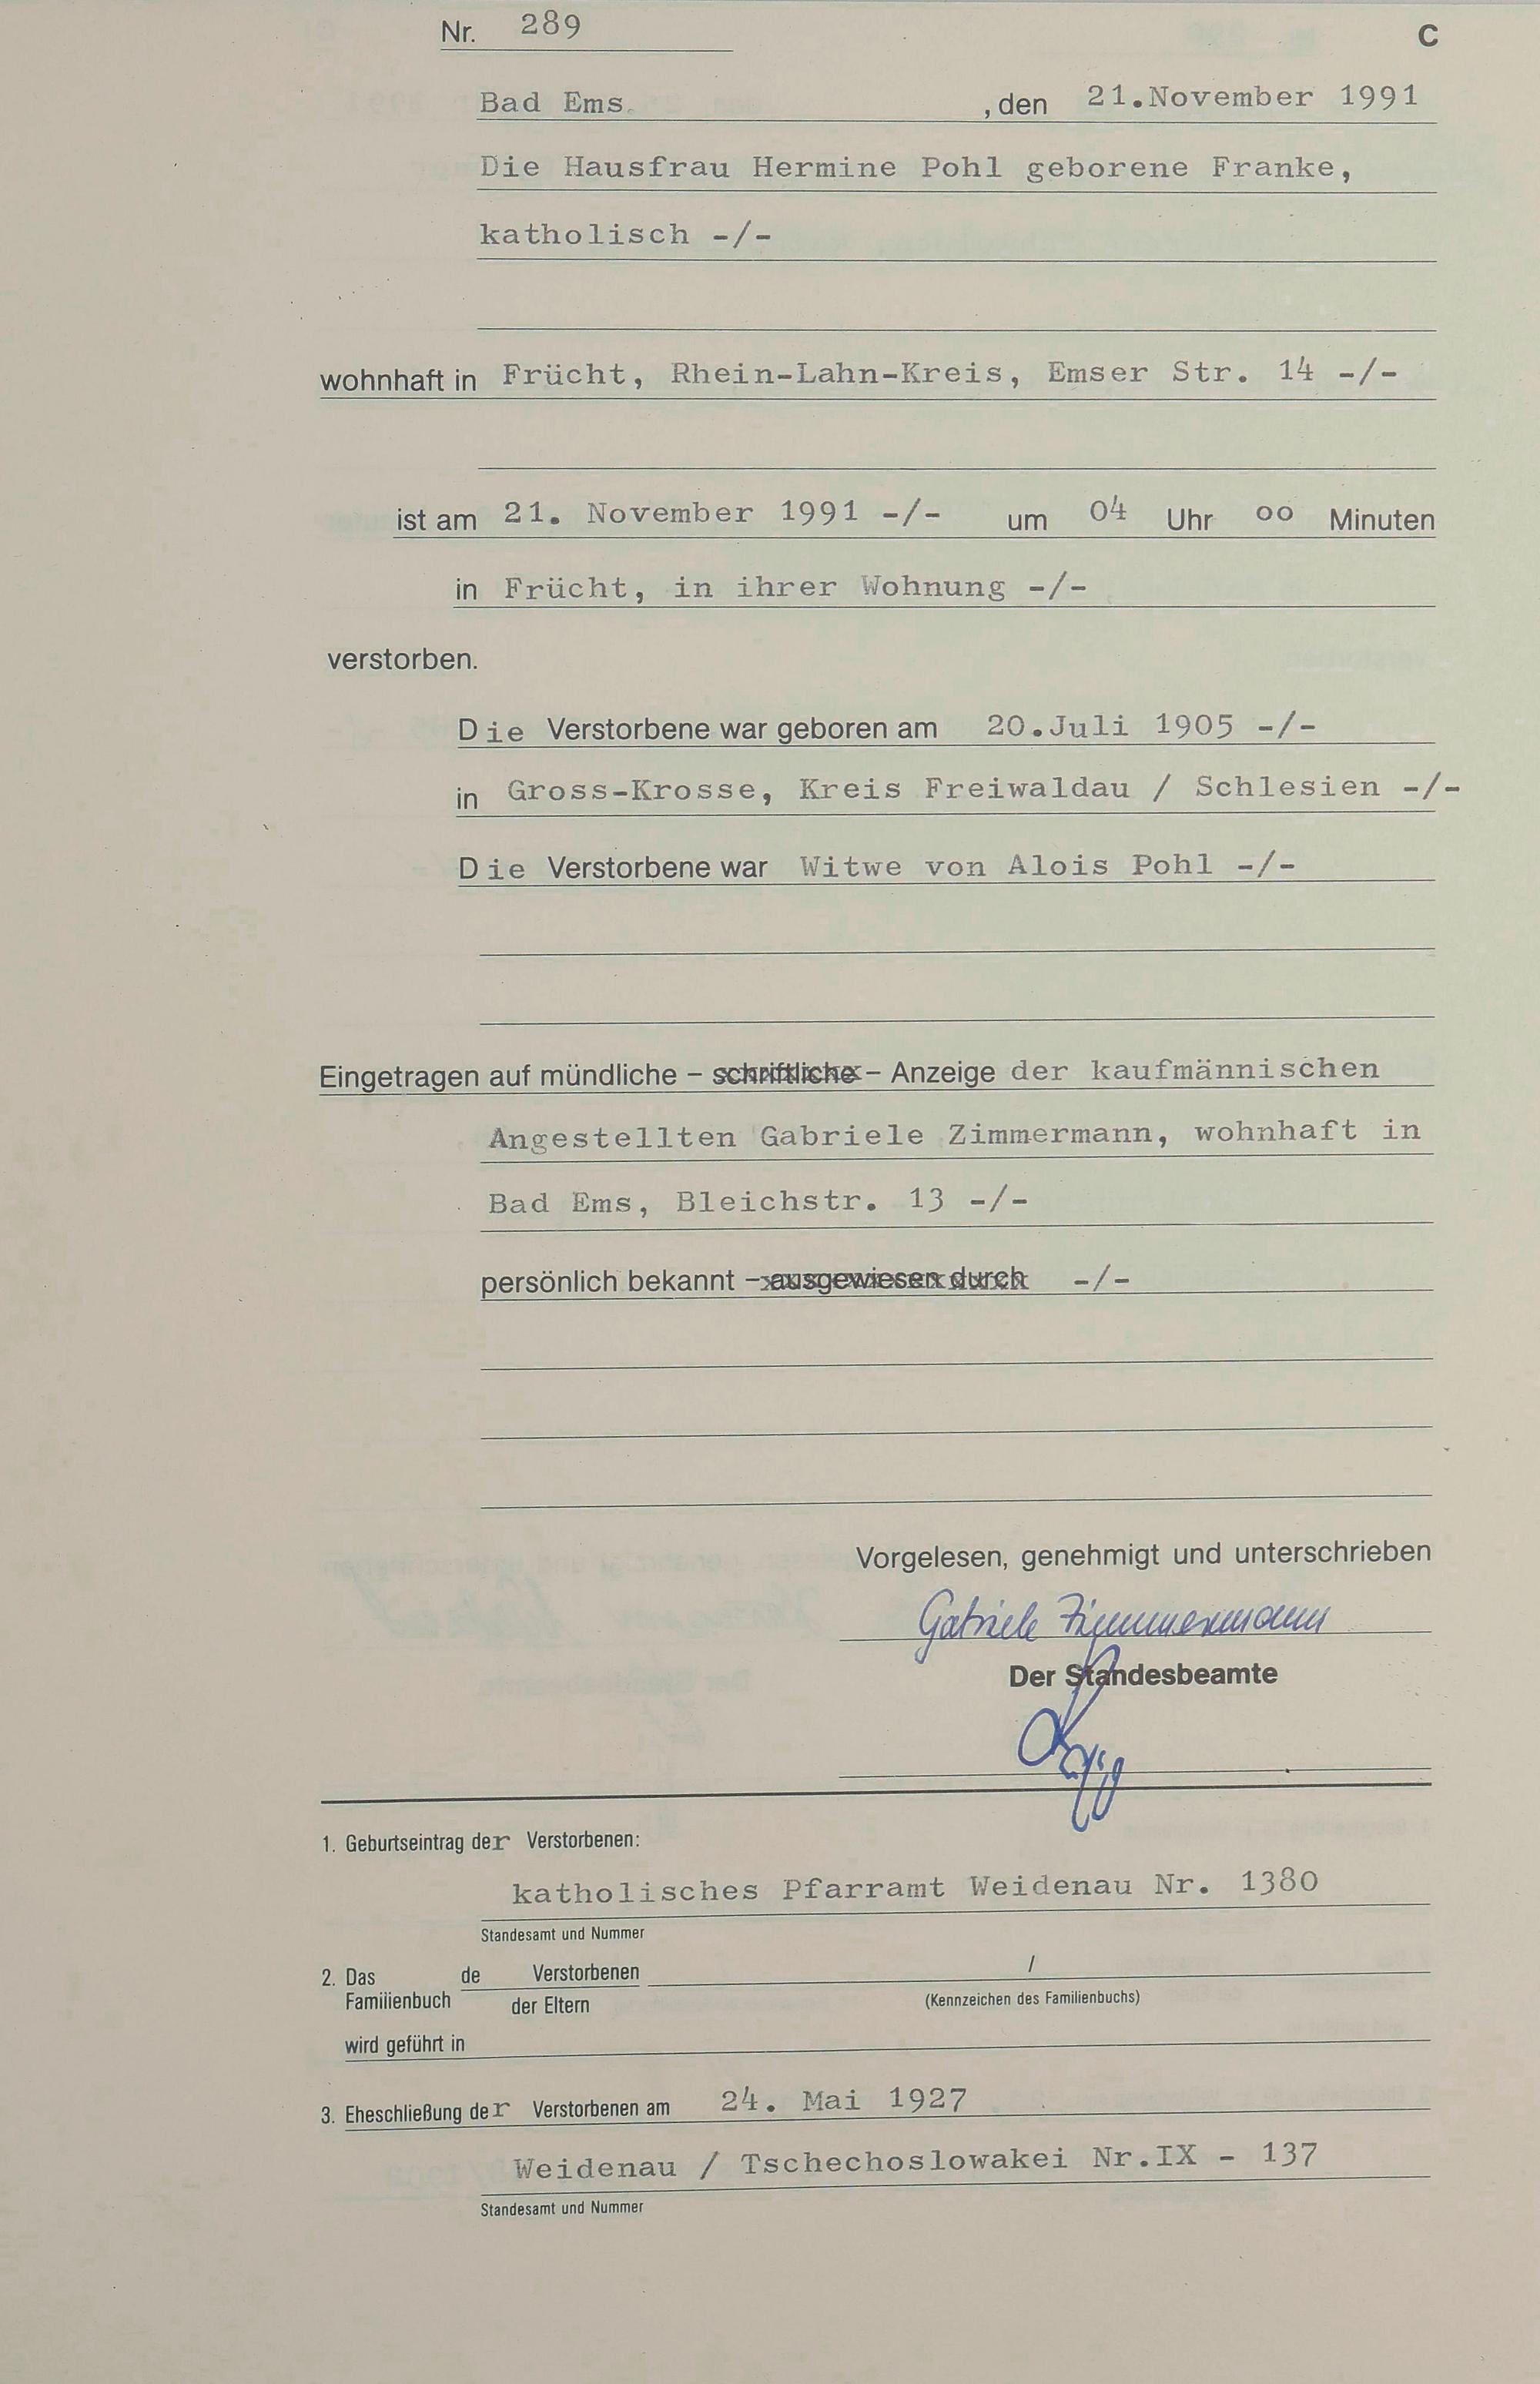 Nr. 289
C
Bad Ems. , den 21.November 1991
Die Hausfrau Hermine Pohl geborene Franke,
katholisch -/-
wohnhaft in Frücht, Rhein-Lahn-Kreis, Emser Str. 14 -/-
ist am 21. November 1991 -/- um 04 Uhr oo Minuten
in Frücht, in ihrer Wohnung -/-
verstorben.
Die Verstorbene war geboren am 20.Juli 1905 -/-
in Gross-Krosse, Kreis Freiwaldau / Schlesien -/-
Die Verstorbene war Witwe von Alois Pohl -/-
Eingetragen auf mündliche – schriftliche – Anzeige der kaufmännischen
Angestellten Gabriele Zimmermann, wohnhaft in
Bad Ems, Bleichstr. 13 -/-
persönlich bekannt – ausgewiesen durch -/-
Vorgelesen, genehmigt und unterschrieben
Gabriele Zimmermann
Der Standesbeamte
1. Geburtseintrag der Verstorbenen:
katholisches Pfarramt Weidenau Nr. 1380
Standesamt und Nummer
2. Das de Verstorbenen /
Familienbuch der Eltern (Kennzeichen des Familienbuchs)
wird geführt in
3. Eheschließung der Verstorbenen am 24. Mai 1927
Weidenau / Tschechoslowakei Nr.IX - 137
Standesamt und Nummer